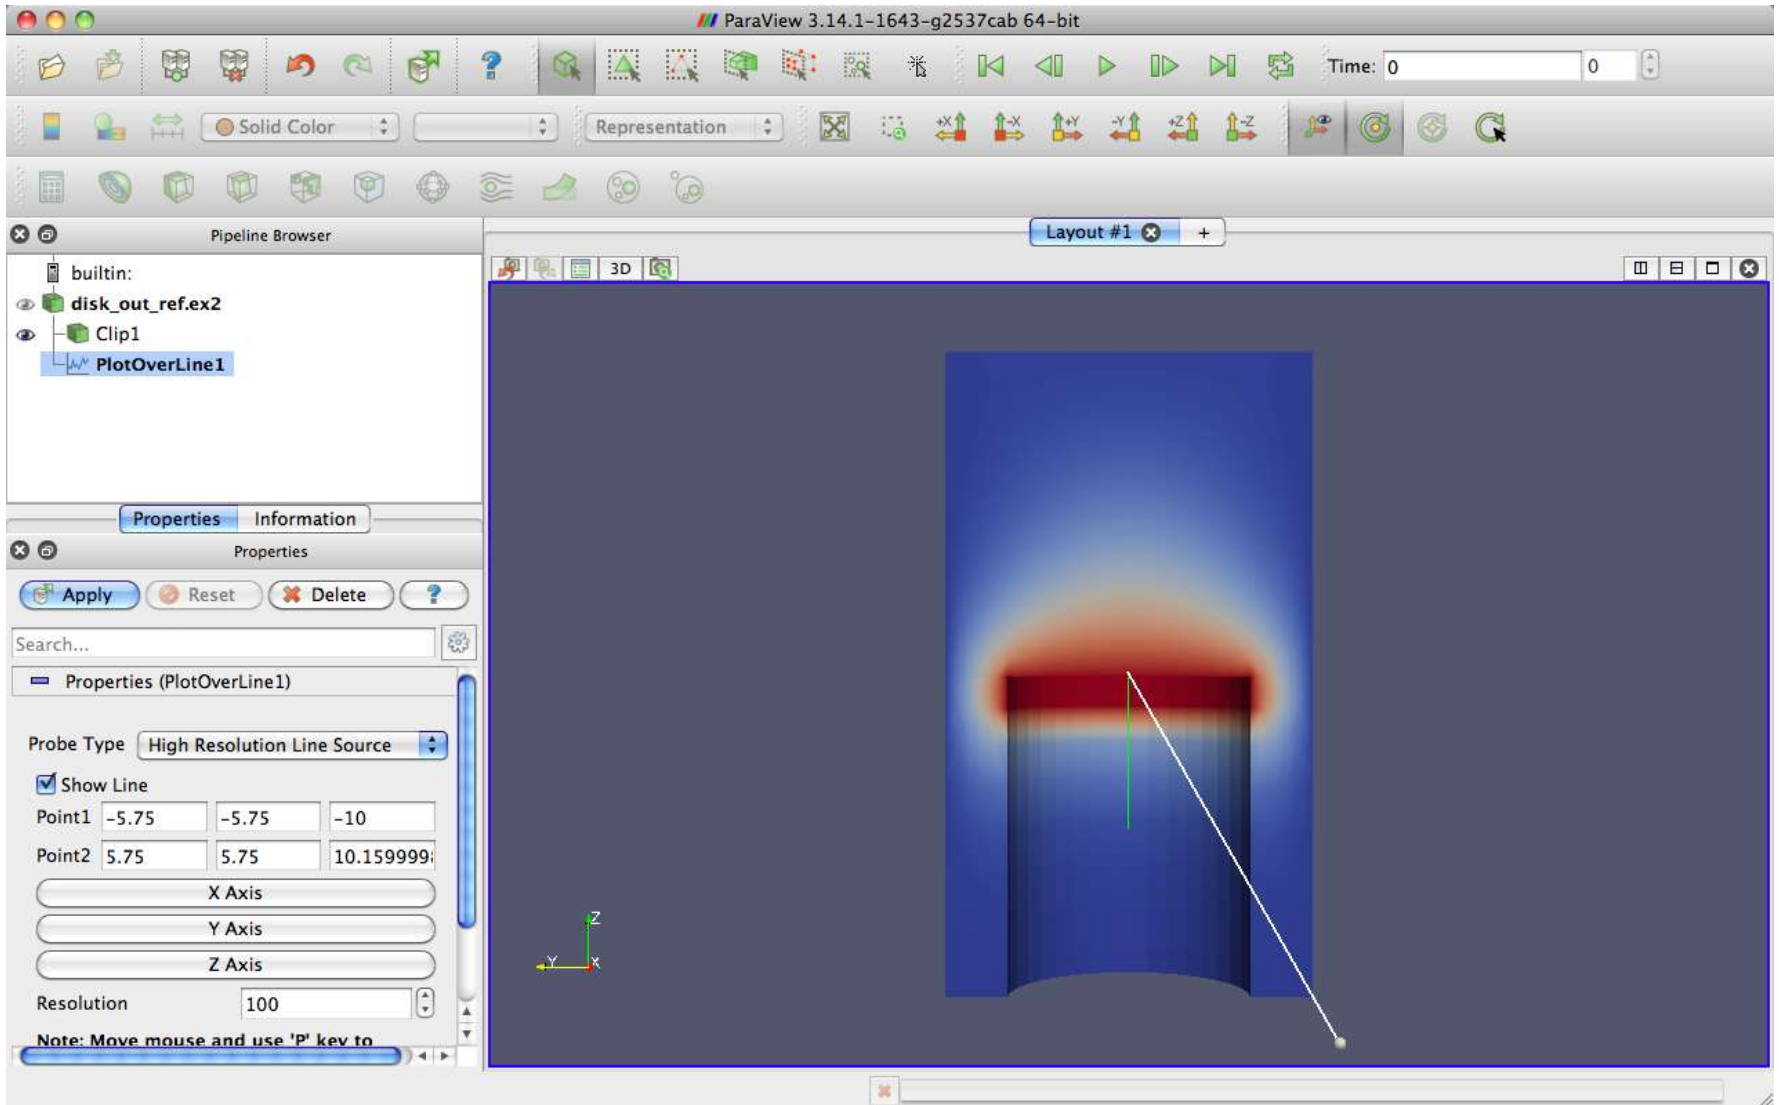 ParaView 3.14.1-1643-g2537cab 64-bit
Time: 0 0
Solid Color Representation +X -X +Y -Y +Z -Z
Pipeline Browser
builtin:
disk_out_ref.ex2
Clip1
PlotOverLine1
Properties Information
Properties
Apply Reset Delete ?
Search...
Properties (PlotOverLine1)
Probe Type High Resolution Line Source
Show Line
Point1 -5.75 -5.75 -10
Point2 5.75 5.75 10.159999
X Axis
Y Axis
Z Axis
Resolution 100
Note: Move mouse and use 'P' key to
Layout #1 +
3D
Z
Y X